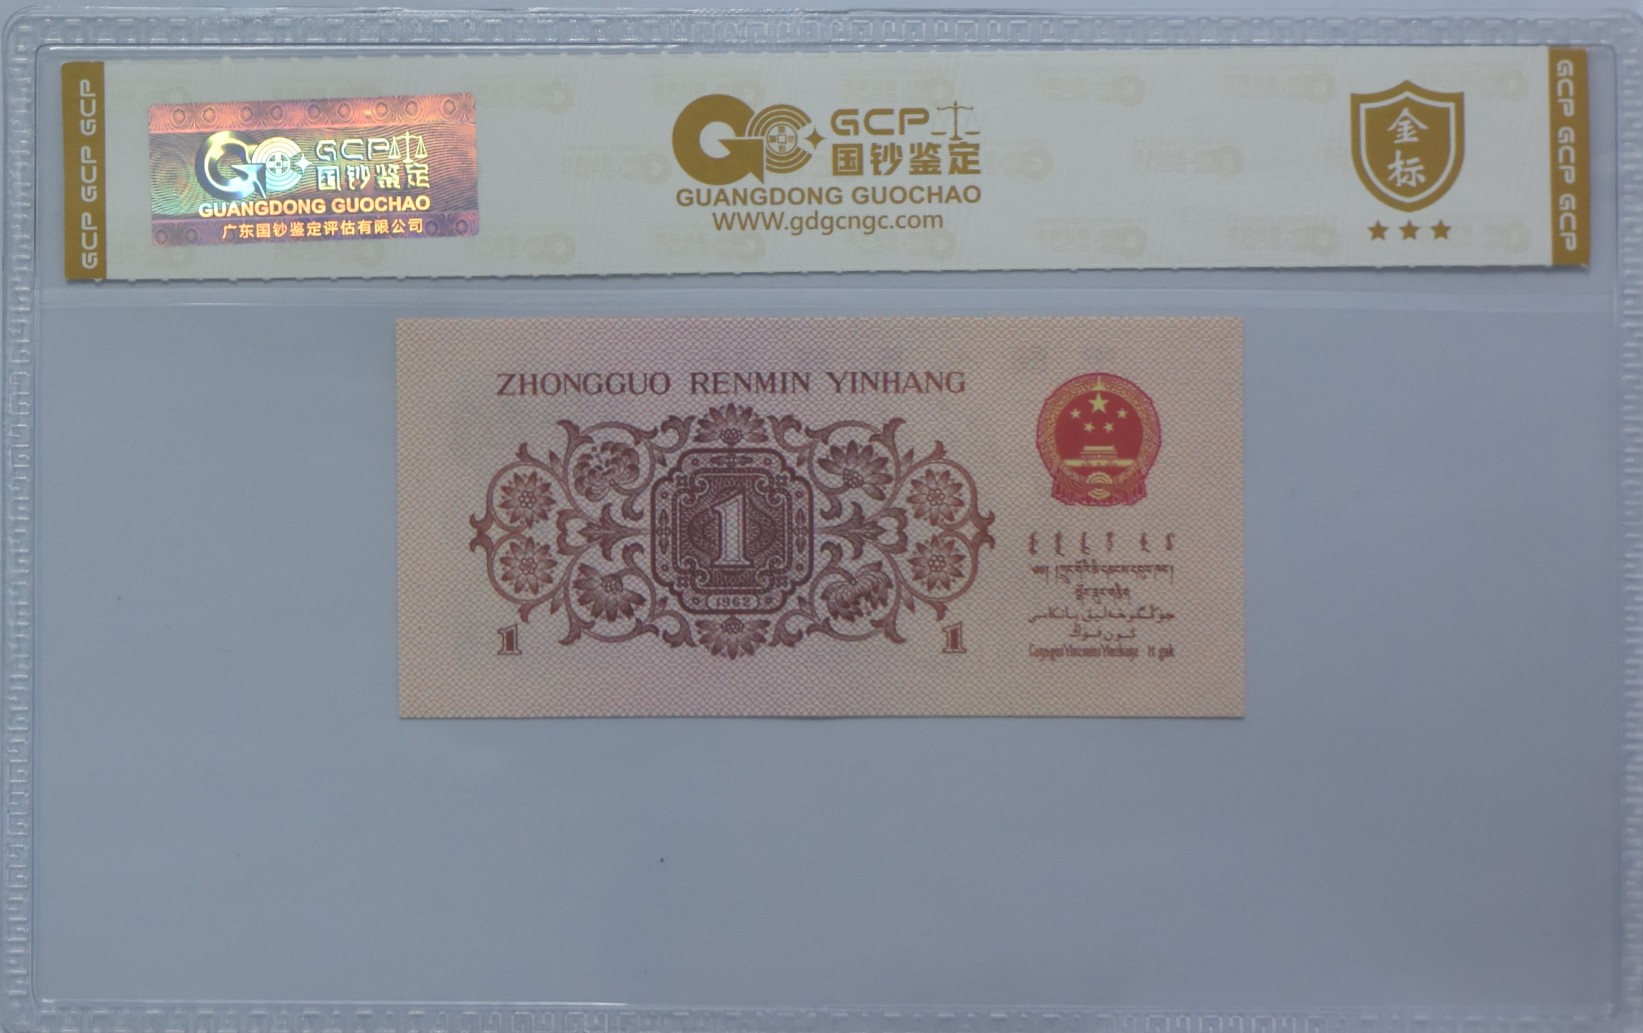 GCP GCP GCP
GCP
国钞鉴定
GUANGDONG GUOCHAO
广东国钞鉴定评估有限公司
GCP
国钞鉴定
GUANGDONG GUOCHAO
WWW.gdgcngc.com
金
标
GCP GCP GCP
ZHONGGUO RENMIN YINHANG
1
1962
1
1